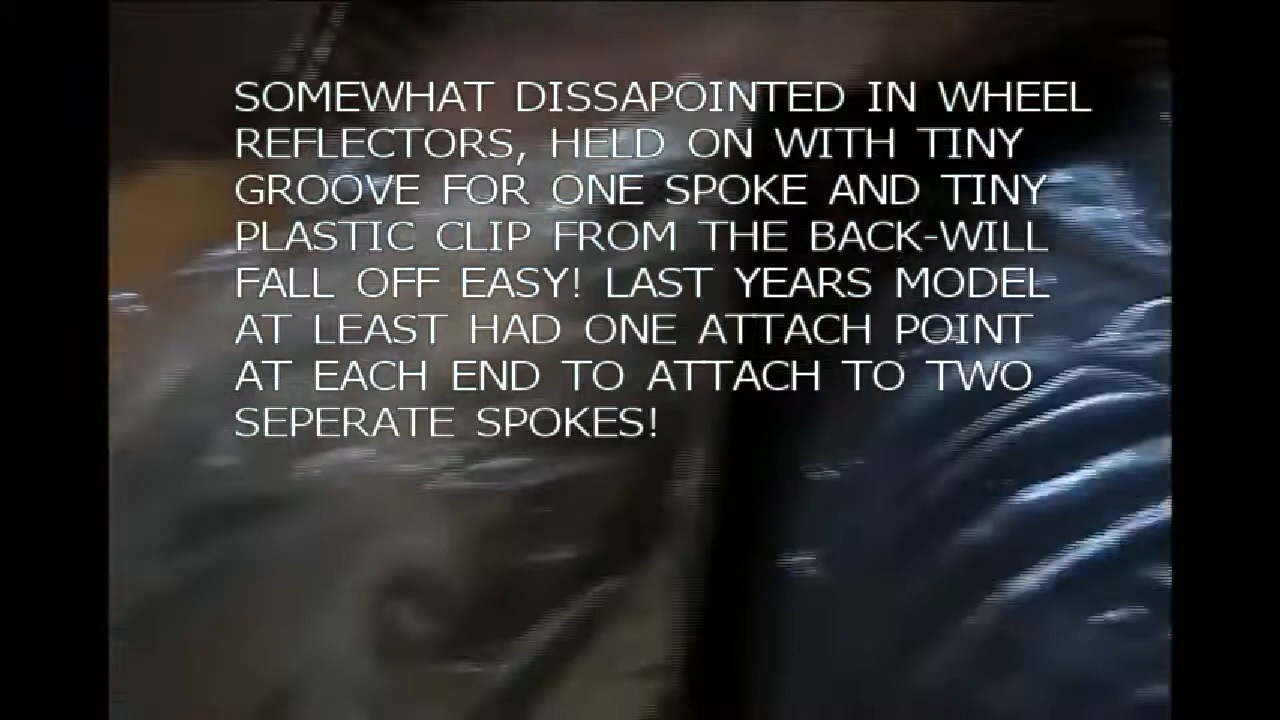 SOMEWHAT DISSAPOINTED IN WHEEL
REFLECTORS, HELD ON WITH TINY
GROOVE FOR ONE SPOKE AND TINY
PLASTIC CLIP FROM THE BACK-WILL
FALL OFF EASY! LAST YEARS MODEL
AT LEAST HAD ONE ATTACH POINT
AT EACH END TO ATTACH TO TWO
SEPERATE SPOKES!